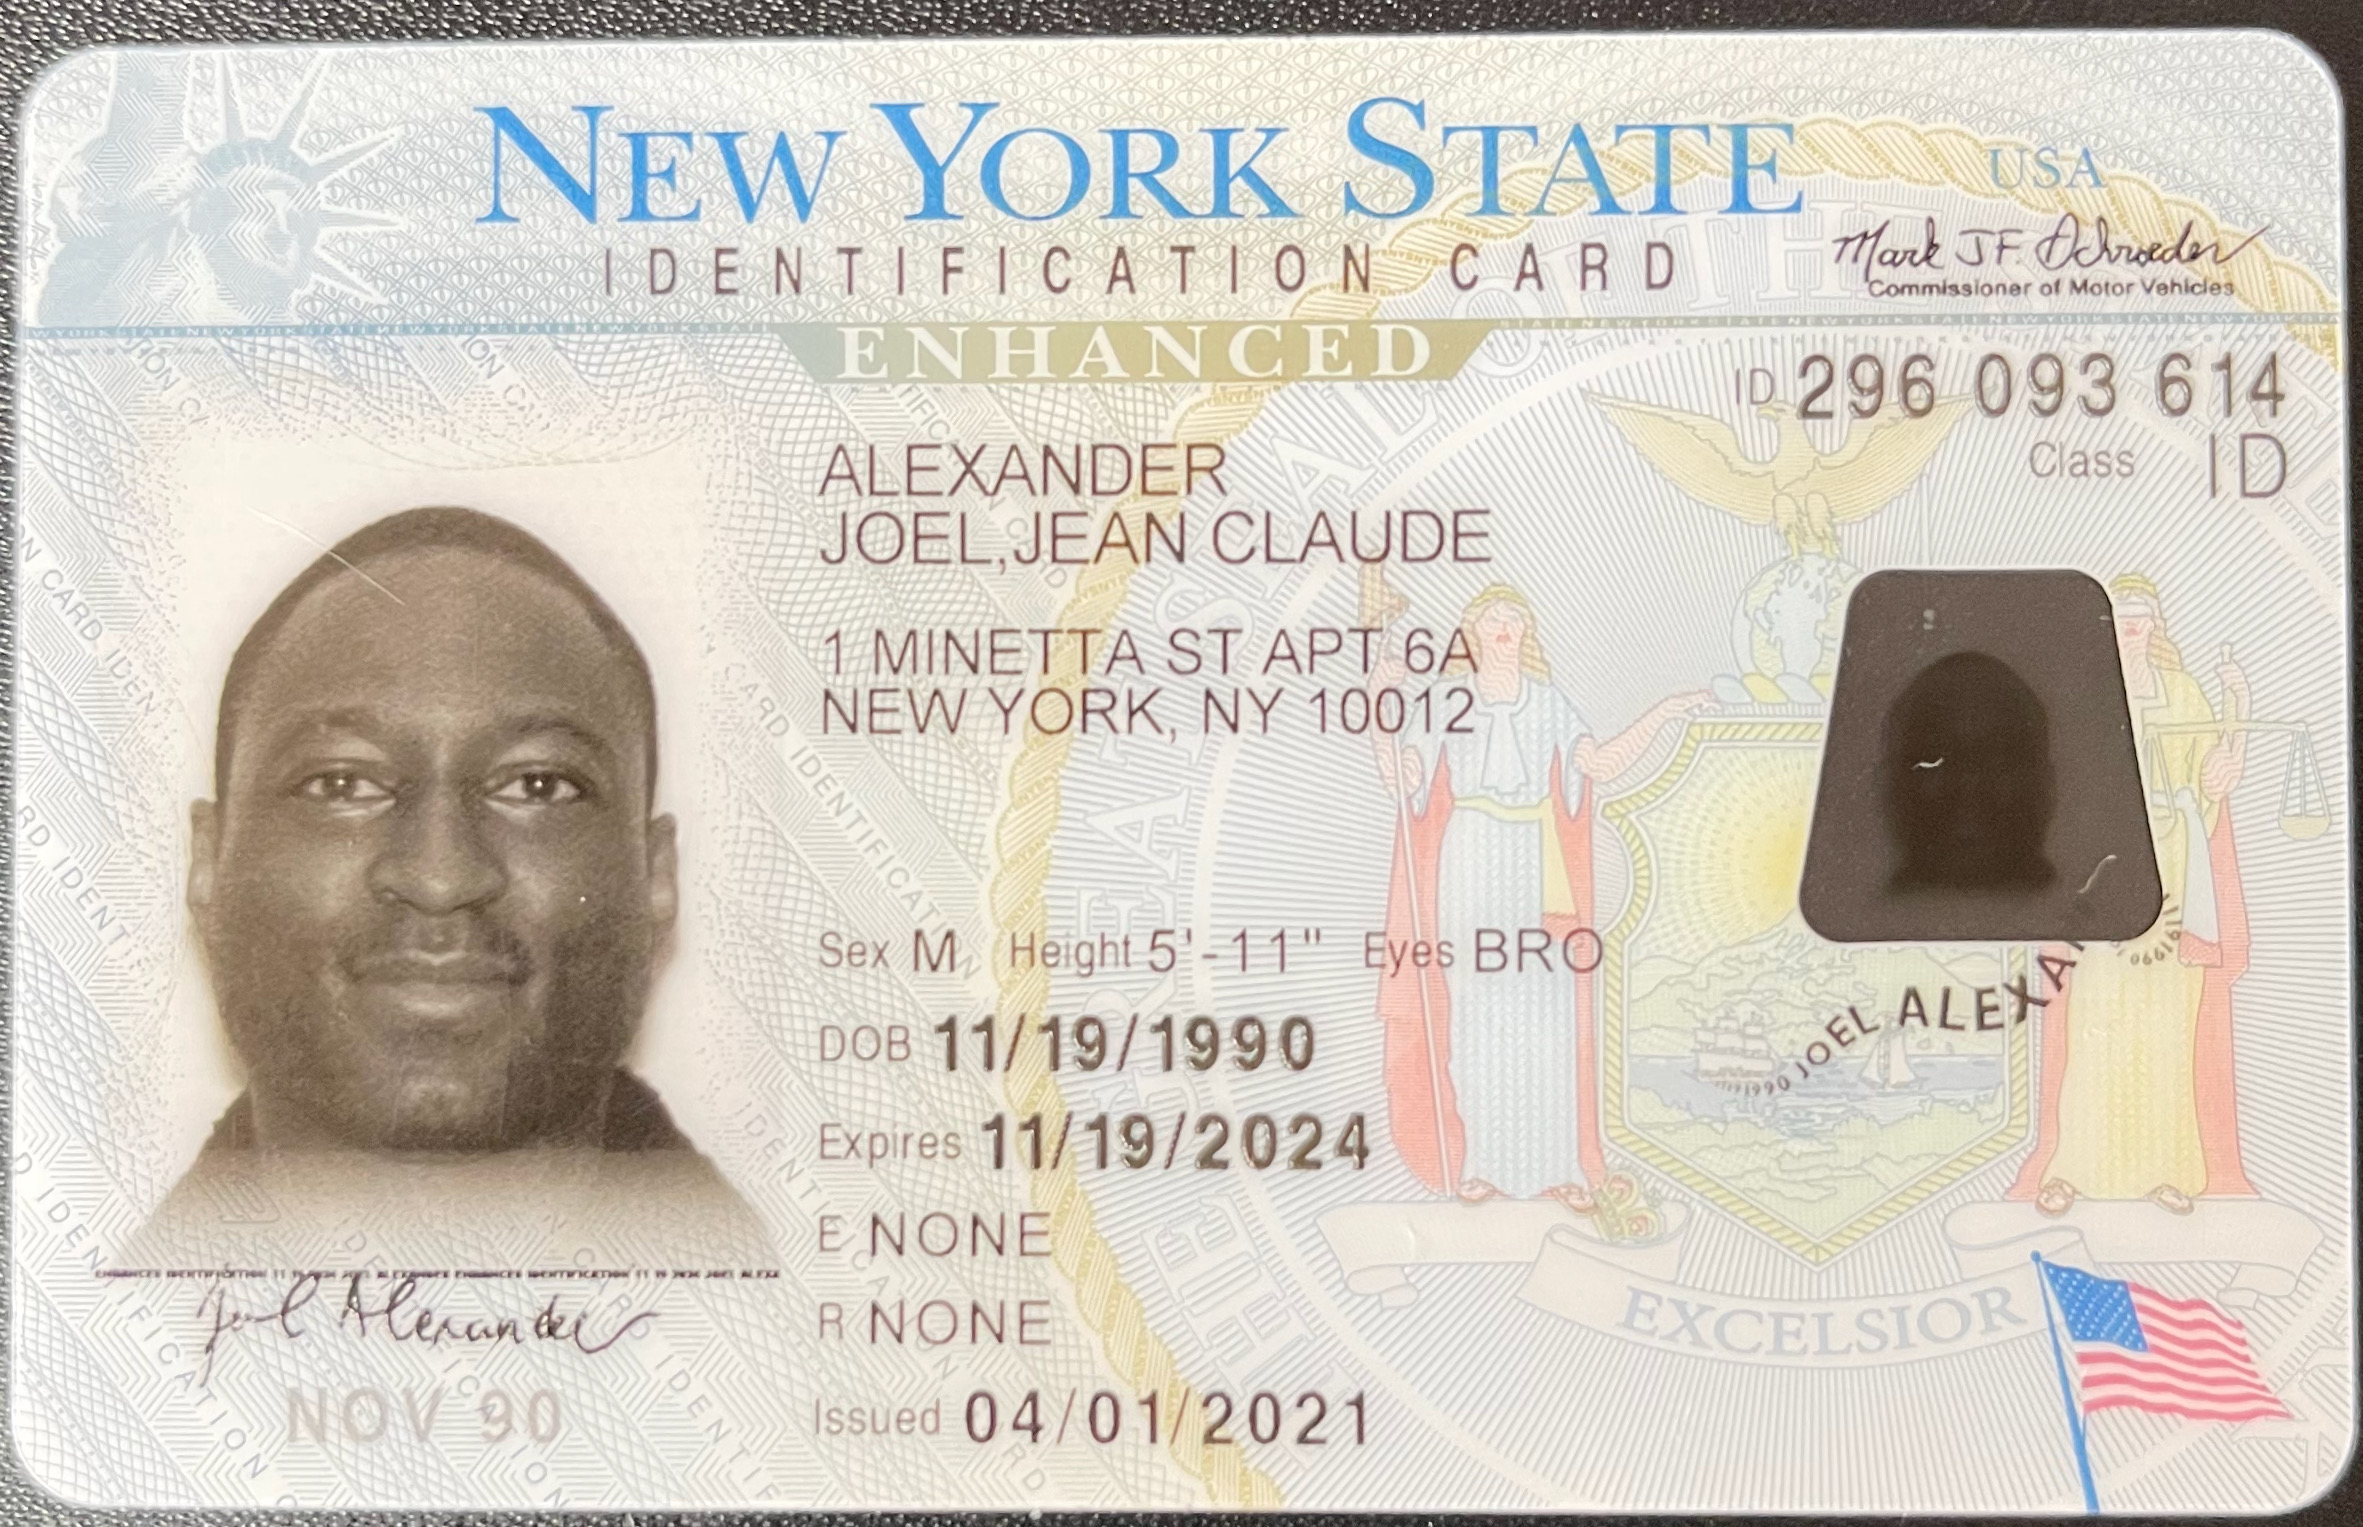 NEW YORK STATE
USA
IDENTIFICATION CARD
Mark J.F. Schroeder
Commissioner of Motor Vehicles
ENHANCED
ID 296 093 614
Class ID
ALEXANDER
JOEL,JEAN CLAUDE
1 MINETTA ST APT 6A
NEW YORK, NY 10012
Sex M Height 5'-11" Eyes BRO
DOB 11/19/1990
JOEL ALEXAN
Expires 11/19/2024
E NONE
R NONE
EXCELSIOR
Joel Alexander
NOV 90
Issued 04/01/2021